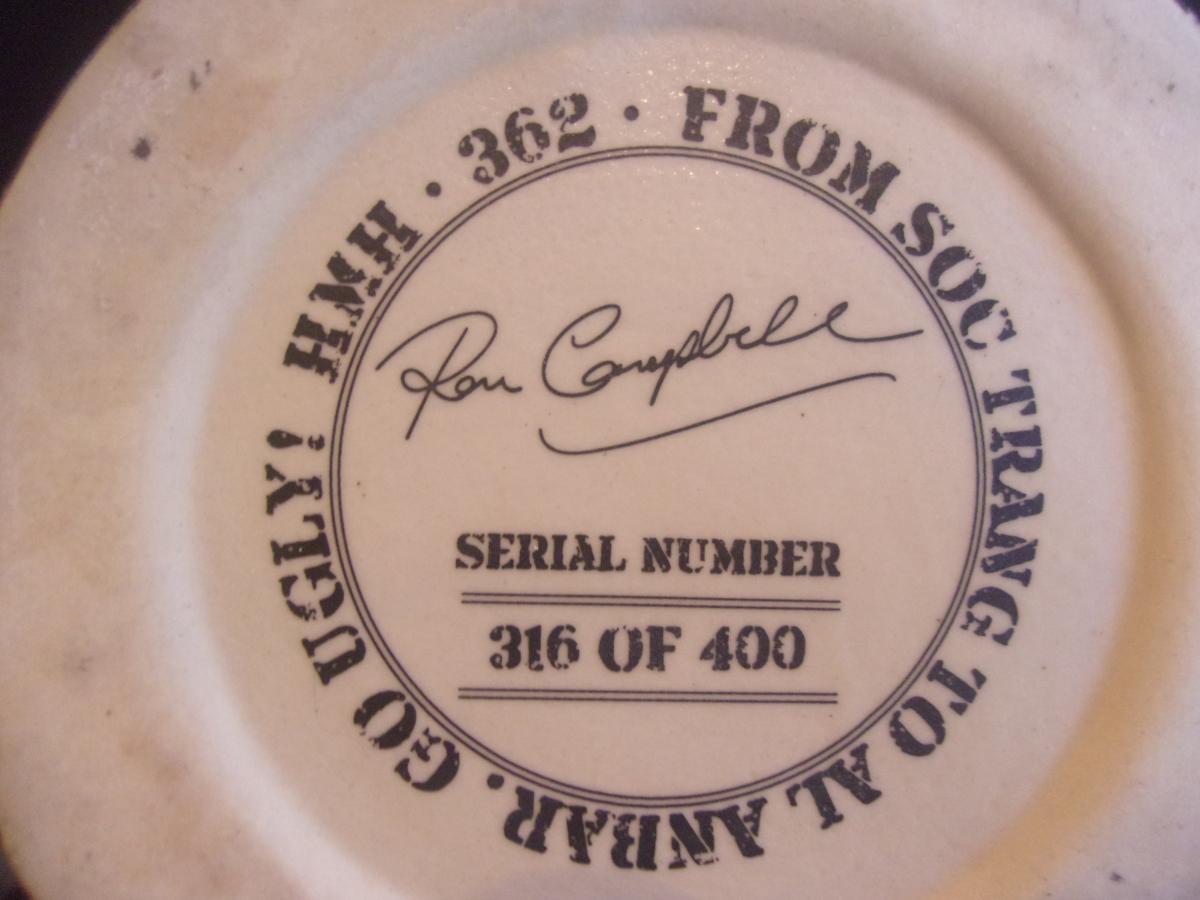 HMH · 362 · FROM SOC TRANG TO AL ANBAR. GO UGLY!
Ron Campbell
SERIAL NUMBER
316 OF 400